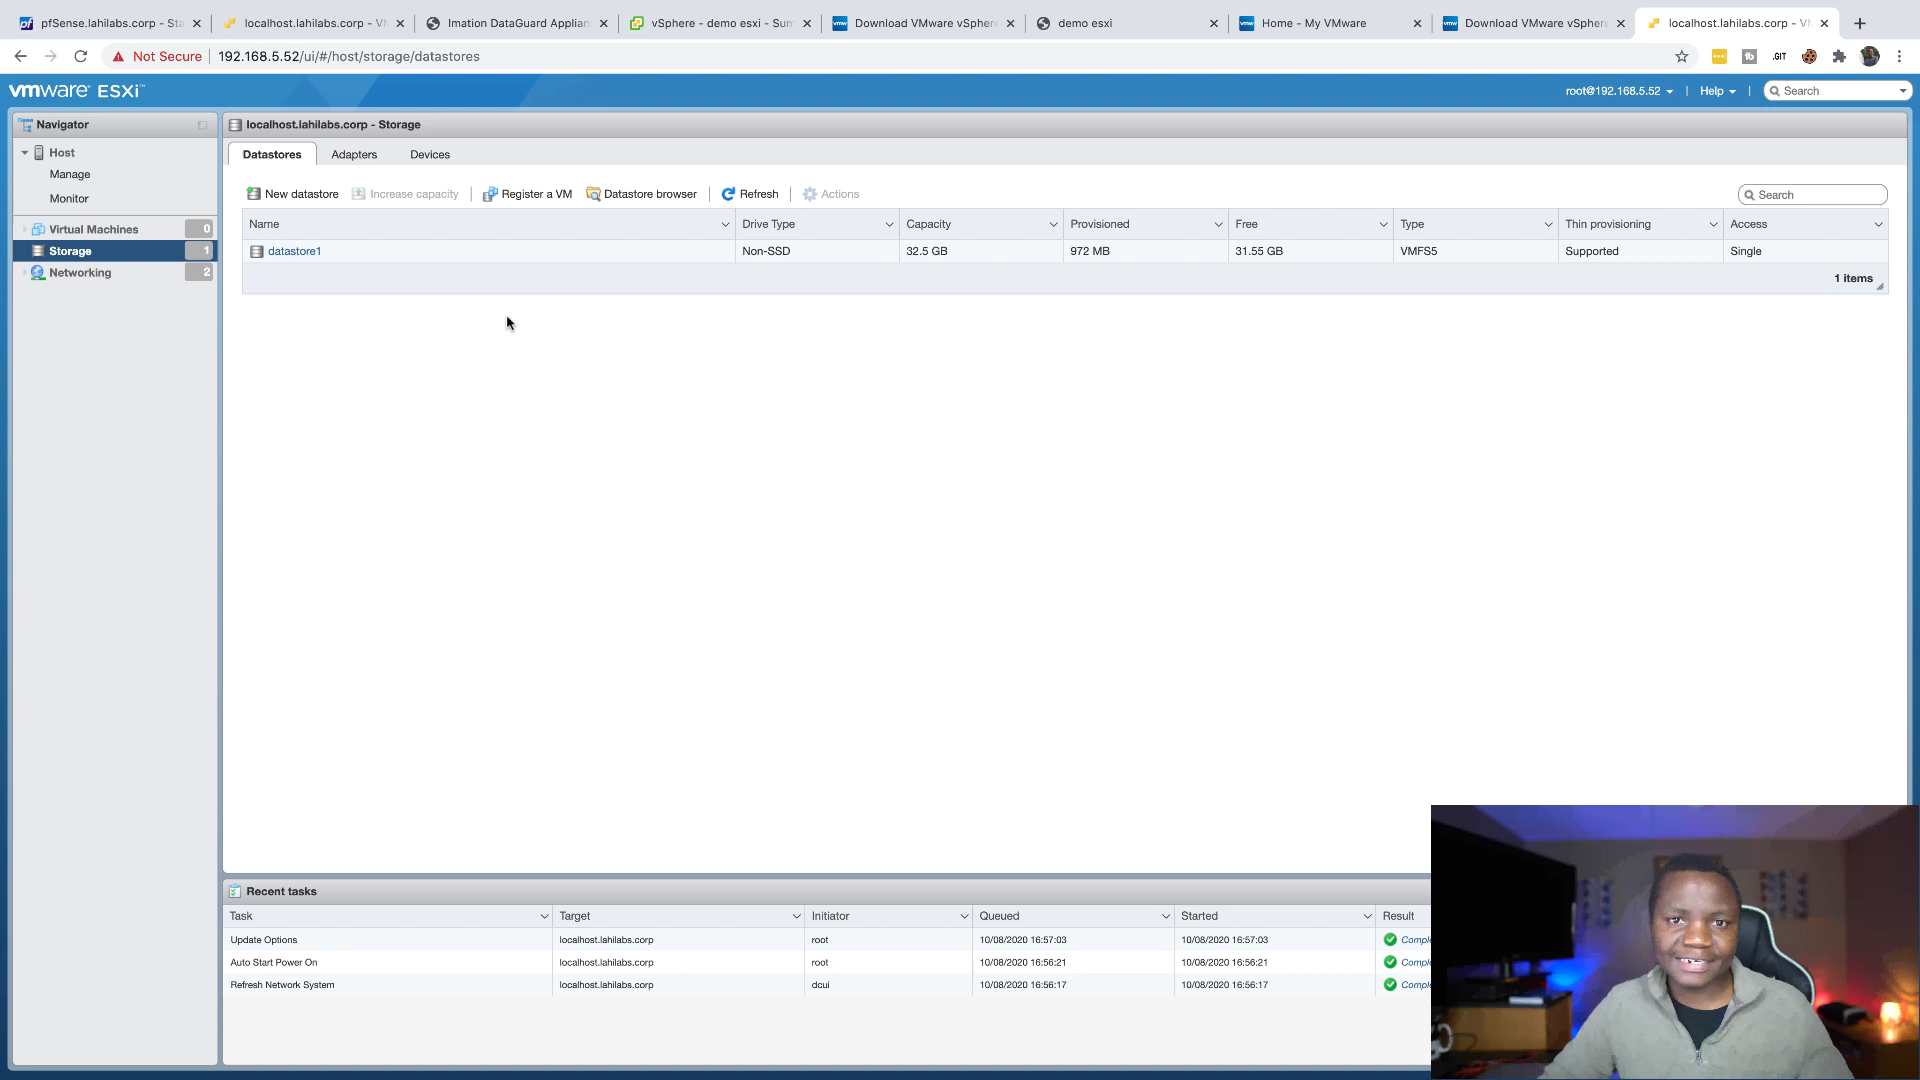 pfSense.lahilabs.corp - Sta
localhost.lahilabs.corp - VM
Imation DataGuard Applian
vSphere - demo esxi - Sum
Download VMware vSphere
demo esxi
Home - My VMware
Download VMware vSphere
localhost.lahilabs.corp - VM
Not Secure
192.168.5.52/ui/#/host/storage/datastores
.GIT
vmware ESXi™
root@192.168.5.52
Help
Search
Navigator
Host
Manage
Monitor
Virtual Machines 0
Storage 1
Networking 2
localhost.lahilabs.corp - Storage
Datastores Adapters Devices
New datastore Increase capacity Register a VM Datastore browser Refresh Actions
Search
Name Drive Type Capacity Provisioned Free Type Thin provisioning Access
datastore1 Non-SSD 32.5 GB 972 MB 31.55 GB VMFS5 Supported Single
1 items
Recent tasks
Task Target Initiator Queued Started Result
Update Options localhost.lahilabs.corp root 10/08/2020 16:57:03 10/08/2020 16:57:03 Comple
Auto Start Power On localhost.lahilabs.corp root 10/08/2020 16:56:21 10/08/2020 16:56:21 Comple
Refresh Network System localhost.lahilabs.corp dcui 10/08/2020 16:56:17 10/08/2020 16:56:17 Comple